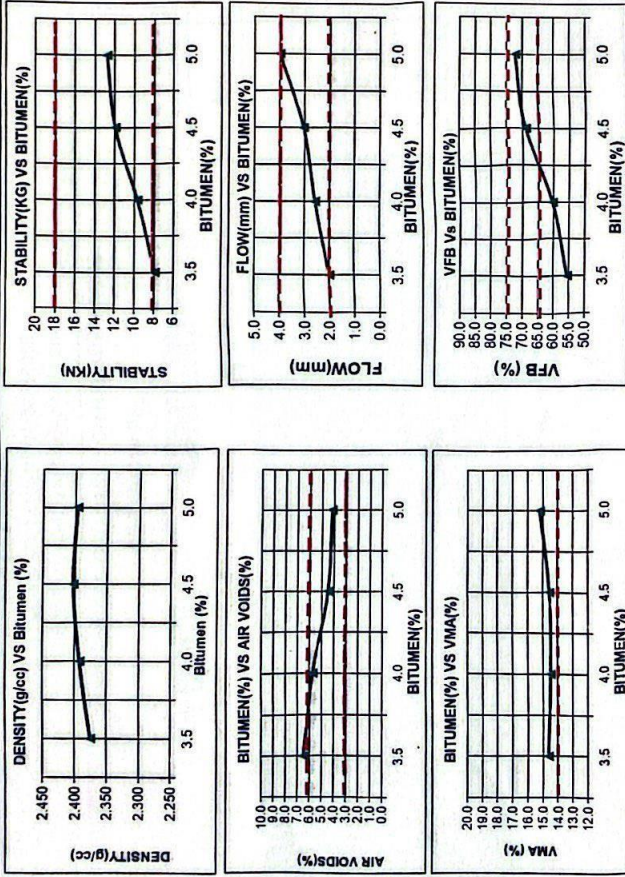 DENSITY(g/cc) VS Bitumen (%)
DENSITY(g/cc)
2.450
2.400
2.350
2.300
2.250
3.5 4.0 4.5 5.0
Bitumen (%)
STABILITY(KG) VS BITUMEN(%)
STABILITY(KN)
20
18
16
14
12
10
8
6
3.5 4.0 4.5 5.0
BITUMEN(%)
BITUMEN(%) VS AIR VOIDS(%)
AIR VOIDS(%)
10.0
9.0
8.0
7.0
6.0
5.0
4.0
3.0
2.0
1.0
0.0
3.5 4.0 4.5 5.0
BITUMEN(%)
FLOW(mm) VS BITUMEN(%)
FLOW(mm)
5.0
4.0
3.0
2.0
1.0
0.0
3.5 4.0 4.5 5.0
BITUMEN(%)
BITUMEN(%) VS VMA(%)
VMA (%)
20.0
19.0
18.0
17.0
16.0
15.0
14.0
13.0
12.0
3.5 4.0 4.5 5.0
BITUMEN(%)
VFB Vs BITUMEN(%)
VFB (%)
90.0
85.0
80.0
75.0
70.0
65.0
60.0
55.0
50.0
3.5 4.0 4.5 5.0
BITUMEN(%)